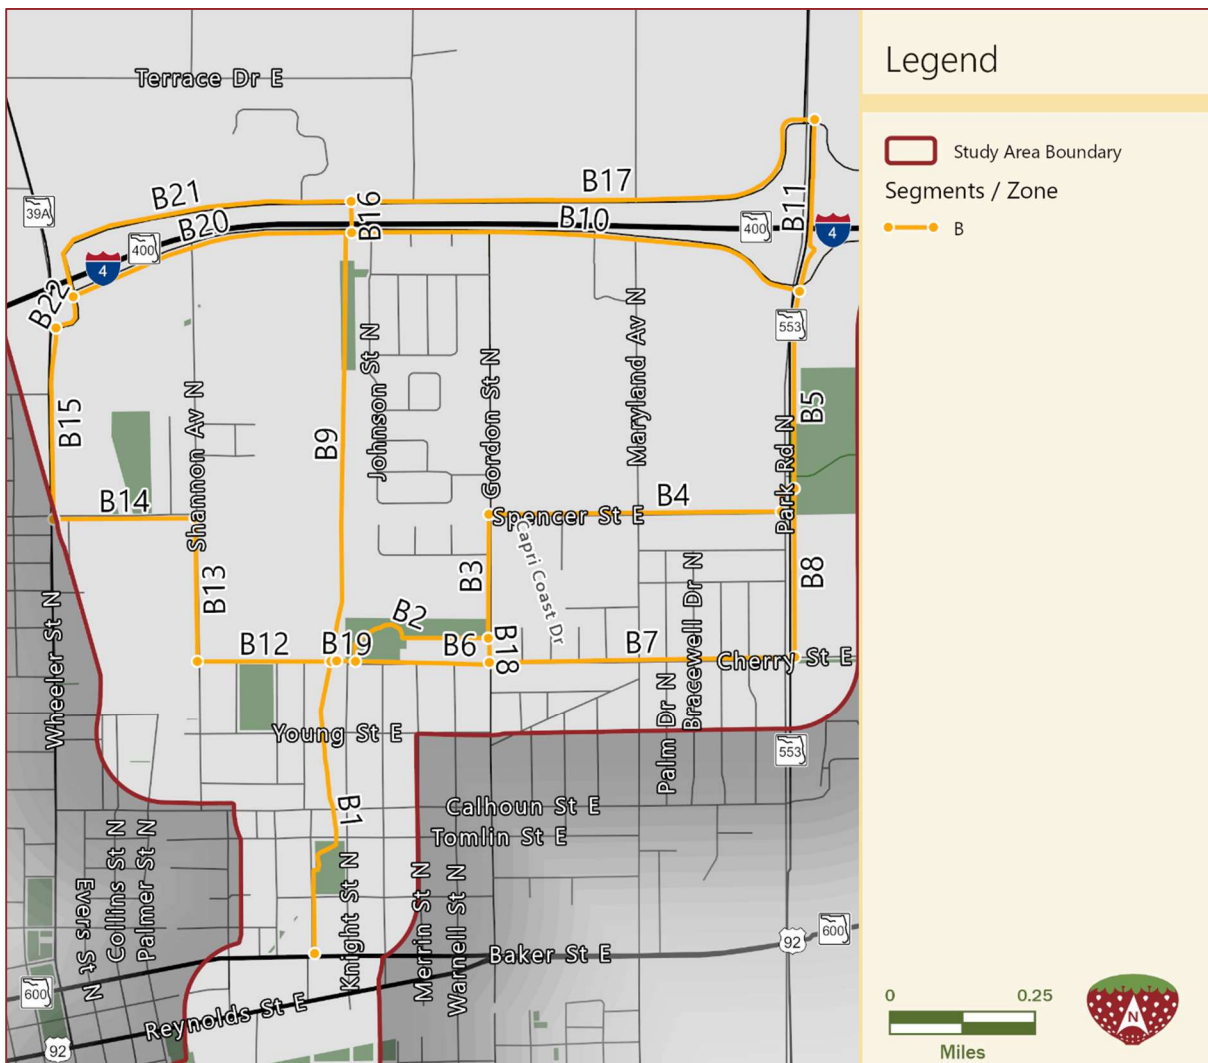 Terrace Dr E
Legend
Study Area Boundary
Segments / Zone
B
B21
B17
B11
39A
B16
B20
B10
400
400
4
4
B22
553
Johnson St N
Gordon St N
Maryland Av N
B15
Shannon Av N
B9
B5
B14
B4
Park Rd N
Spencer St E
Capri Coast Dr
B13
B3
B8
Bracewell Dr N
Wheeler St N
B2
B12
B19
B6
B18
B7
Cherry St E
Palm Dr N
Young St E
553
B1
Calhoun St E
Tomlin St E
Evers St N
Collins St N
Palmer St N
Knight St N
Merrin St N
Warnell St N
600
92
Baker St E
600
Reynolds St E
92
0
0.25
Miles
N